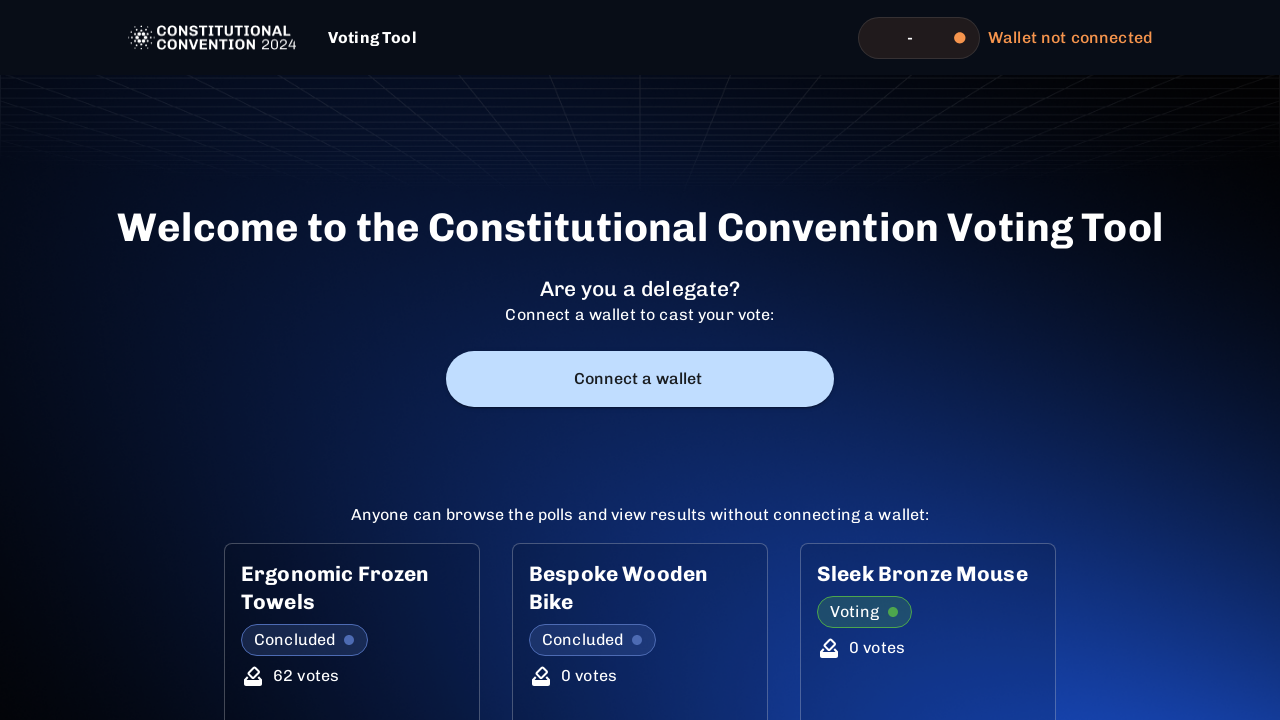 CONSTITUTIONAL
CONVENTION 2024
Voting Tool
-
Wallet not connected
Welcome to the Constitutional Convention Voting Tool
Are you a delegate?
Connect a wallet to cast your vote:
Connect a wallet
Anyone can browse the polls and view results without connecting a wallet:
Ergonomic Frozen
Towels
Concluded
62 votes
Bespoke Wooden
Bike
Concluded
0 votes
Sleek Bronze Mouse
Voting
0 votes